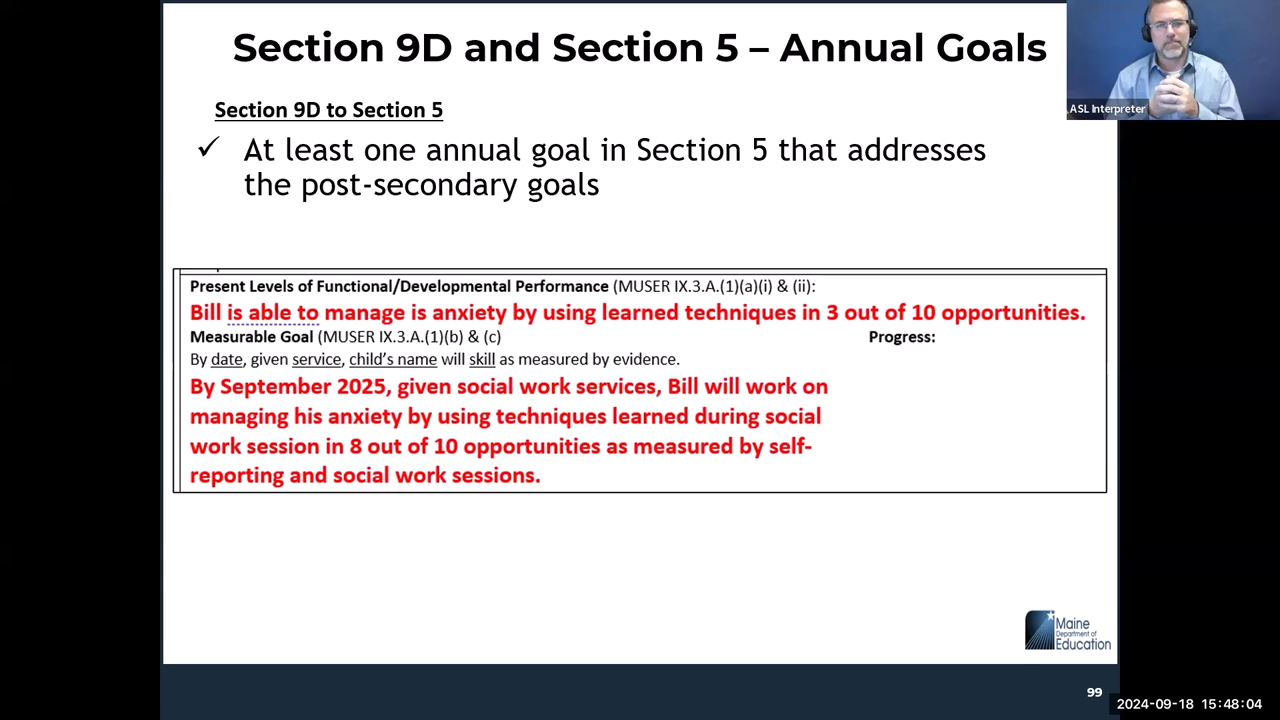 Section 9D and Section 5 – Annual Goals
ASL Interpreter
Section 9D to Section 5
✓ At least one annual goal in Section 5 that addresses
the post-secondary goals
Present Levels of Functional/Developmental Performance (MUSER IX.3.A.(1)(a)(i) & (ii):
Bill is able to manage is anxiety by using learned techniques in 3 out of 10 opportunities.
Measurable Goal (MUSER IX.3.A.(1)(b) & (c) Progress:
By date, given service, child's name will skill as measured by evidence.
By September 2025, given social work services, Bill will work on
managing his anxiety by using techniques learned during social
work session in 8 out of 10 opportunities as measured by self-
reporting and social work sessions.
Maine
Department of
Education
99
2024-09-18 15:48:04